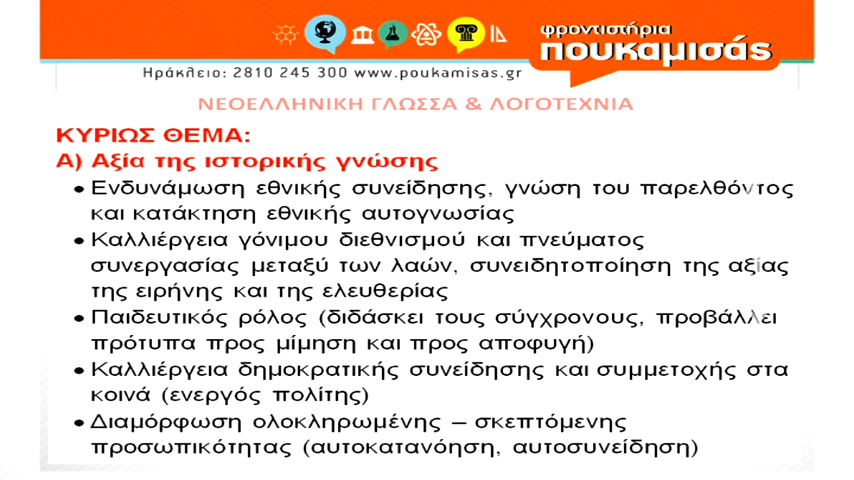 φροντιστήρια
πουκαμισάς
Ηράκλειο: 2810 245 300 www.poukamisas.gr
ΝΕΟΕΛΛΗΝΙΚΗ ΓΛΩΣΣΑ & ΛΟΓΟΤΕΧΝΙΑ
ΚΥΡΙΩΣ ΘΕΜΑ:
Α) Αξία της ιστορικής γνώσης
• Ενδυνάμωση εθνικής συνείδησης, γνώση του παρελθόντος
και κατάκτηση εθνικής αυτογνωσίας
• Καλλιέργεια γόνιμου διεθνισμού και πνεύματος
συνεργασίας μεταξύ των λαών, συνειδητοποίηση της αξίας
της ειρήνης και της ελευθερίας
• Παιδευτικός ρόλος (διδάσκει τους σύγχρονους, προβάλλει
πρότυπα προς μίμηση και προς αποφυγή)
• Καλλιέργεια δημοκρατικής συνείδησης και συμμετοχής στα
κοινά (ενεργός πολίτης)
• Διαμόρφωση ολοκληρωμένης – σκεπτόμενης
προσωπικότητας (αυτοκατανόηση, αυτοσυνείδηση)